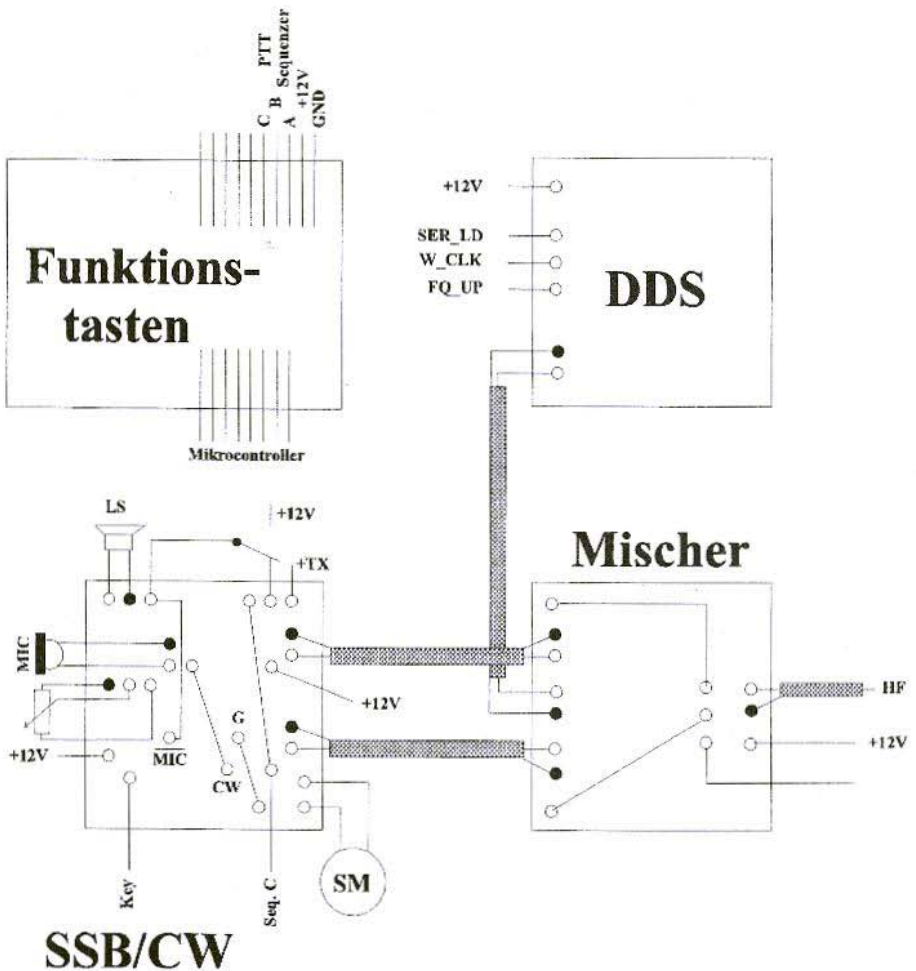 PTT
Sequenzer
C
B
A
+12V
GND
Funktions-
tasten
Mikrocontroller
+12V
SER_LD
W_CLK
FQ_UP
DDS
LS
+12V
+TX
MIC
+12V
MIC
G
CW
+12V
Key
Seq. C
SM
SSB/CW
Mischer
HF
+12V